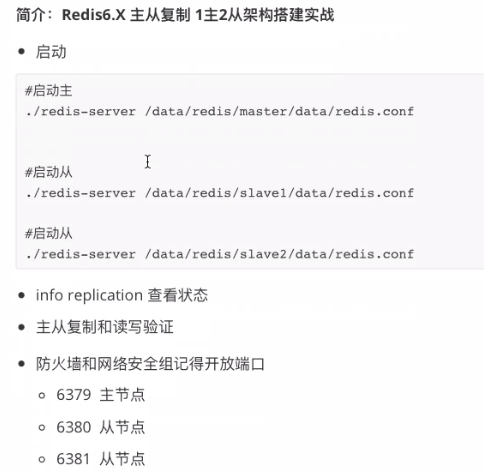 简介：Redis6.X 主从复制 1主2从架构搭建实战
启动
#启动主
./redis-server /data/redis/master/data/redis.conf
#启动从
./redis-server /data/redis/slave1/data/redis.conf
#启动从
./redis-server /data/redis/slave2/data/redis.conf
info replication 查看状态
主从复制和读写验证
防火墙和网络安全组记得开放端口
6379 主节点
6380 从节点
6381 从节点